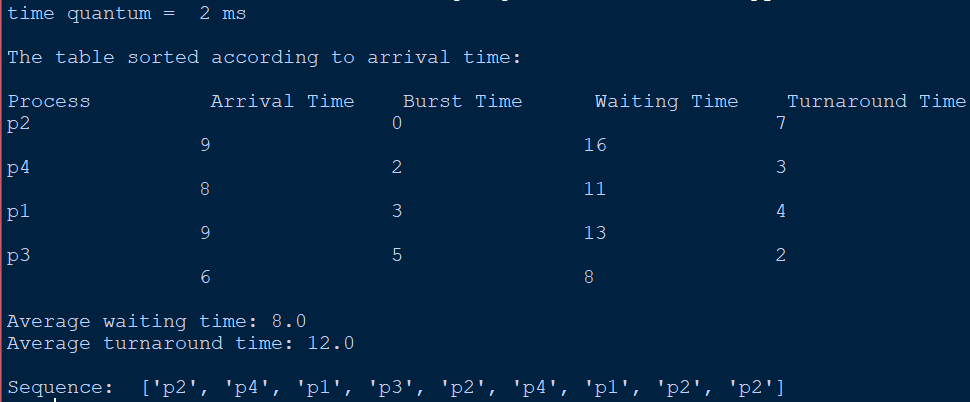 time quantum =  2 ms
The table sorted according to arrival time:
Process          Arrival Time    Burst Time      Waiting Time    Turnaround Time
p2                              0                               7
                9                               16
p4                              2                               3
                8                               11
p1                              3                               4
                9                               13
p3                              5                               2
                6                               8
Average waiting time: 8.0
Average turnaround time: 12.0
Sequence:  ['p2', 'p4', 'p1', 'p3', 'p2', 'p4', 'p1', 'p2', 'p2']